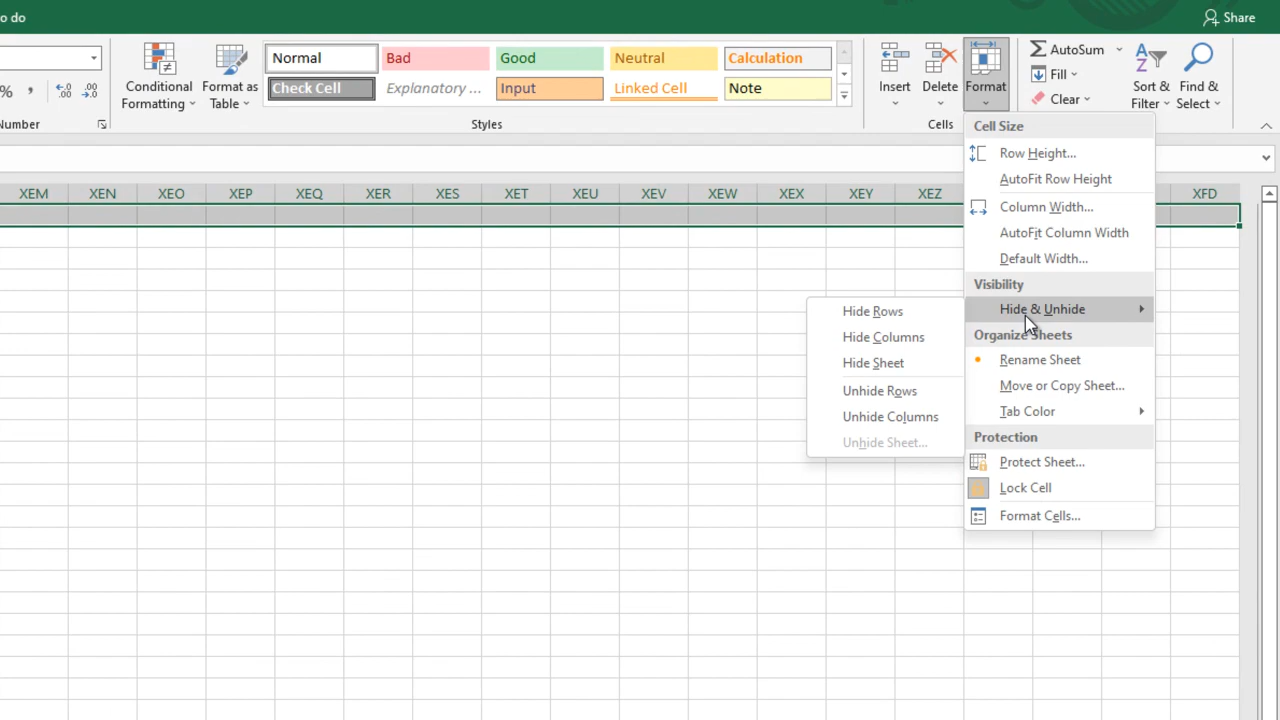 o do
Share
Normal
Bad
Good
Neutral
Calculation
Check Cell
Explanatory ...
Input
Linked Cell
Note
Conditional
Formatting
Format as
Table
Insert
Delete
Format
AutoSum
Fill
Clear
Sort &
Filter
Find &
Select
%
,
.00
.0
.00
.0
Number
Styles
Cells
XEM
XEN
XEO
XEP
XEQ
XER
XES
XET
XEU
XEV
XEW
XEX
XEY
XEZ
XFD
Cell Size
Row Height...
AutoFit Row Height
Column Width...
AutoFit Column Width
Default Width...
Visibility
Hide & Unhide
Organize Sheets
Rename Sheet
Move or Copy Sheet...
Tab Color
Protection
Protect Sheet...
Lock Cell
Format Cells...
Hide Rows
Hide Columns
Hide Sheet
Unhide Rows
Unhide Columns
Unhide Sheet...